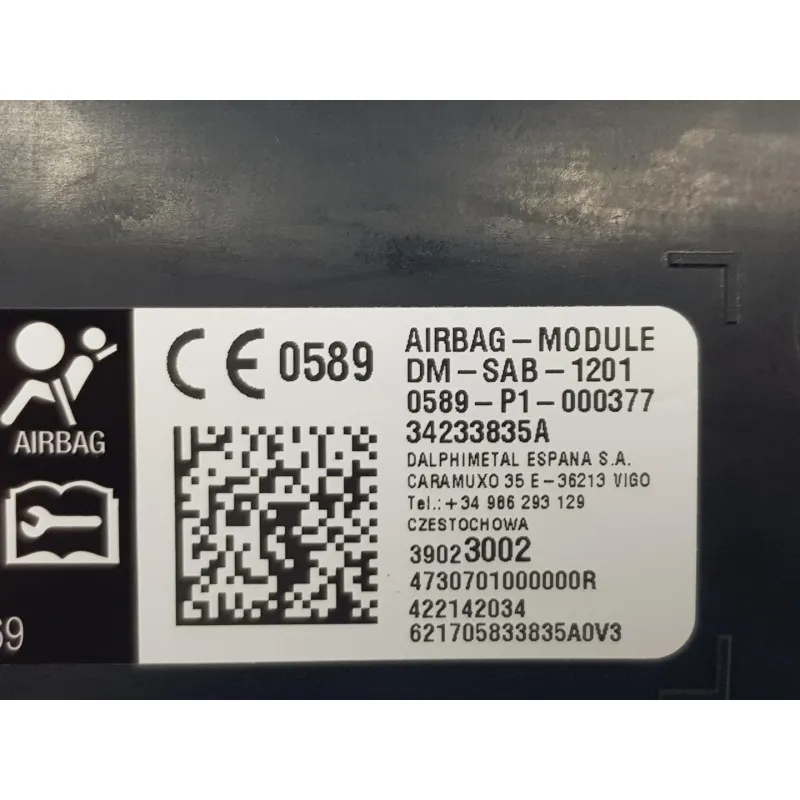 AIRBAG
CE 0589
AIRBAG-MODULE
DM-SAB-1201
0589-P1-000377
34233835A
DALPHIMETAL ESPANA S.A.
CARAMUXO 35 E-36213 VIGO
Tel.: +34 986 293 129
CZESTOCHOWA
39023002
4730701000000R
422142034
621705833835A0V3
69